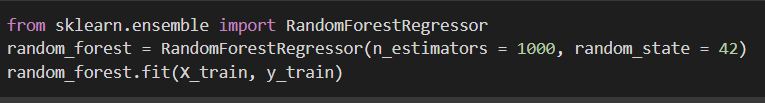 from sklearn.ensemble import RandomForestRegressor
random_forest = RandomForestRegressor(n_estimators = 1000, random_state = 42)
random_forest.fit(X_train, y_train)